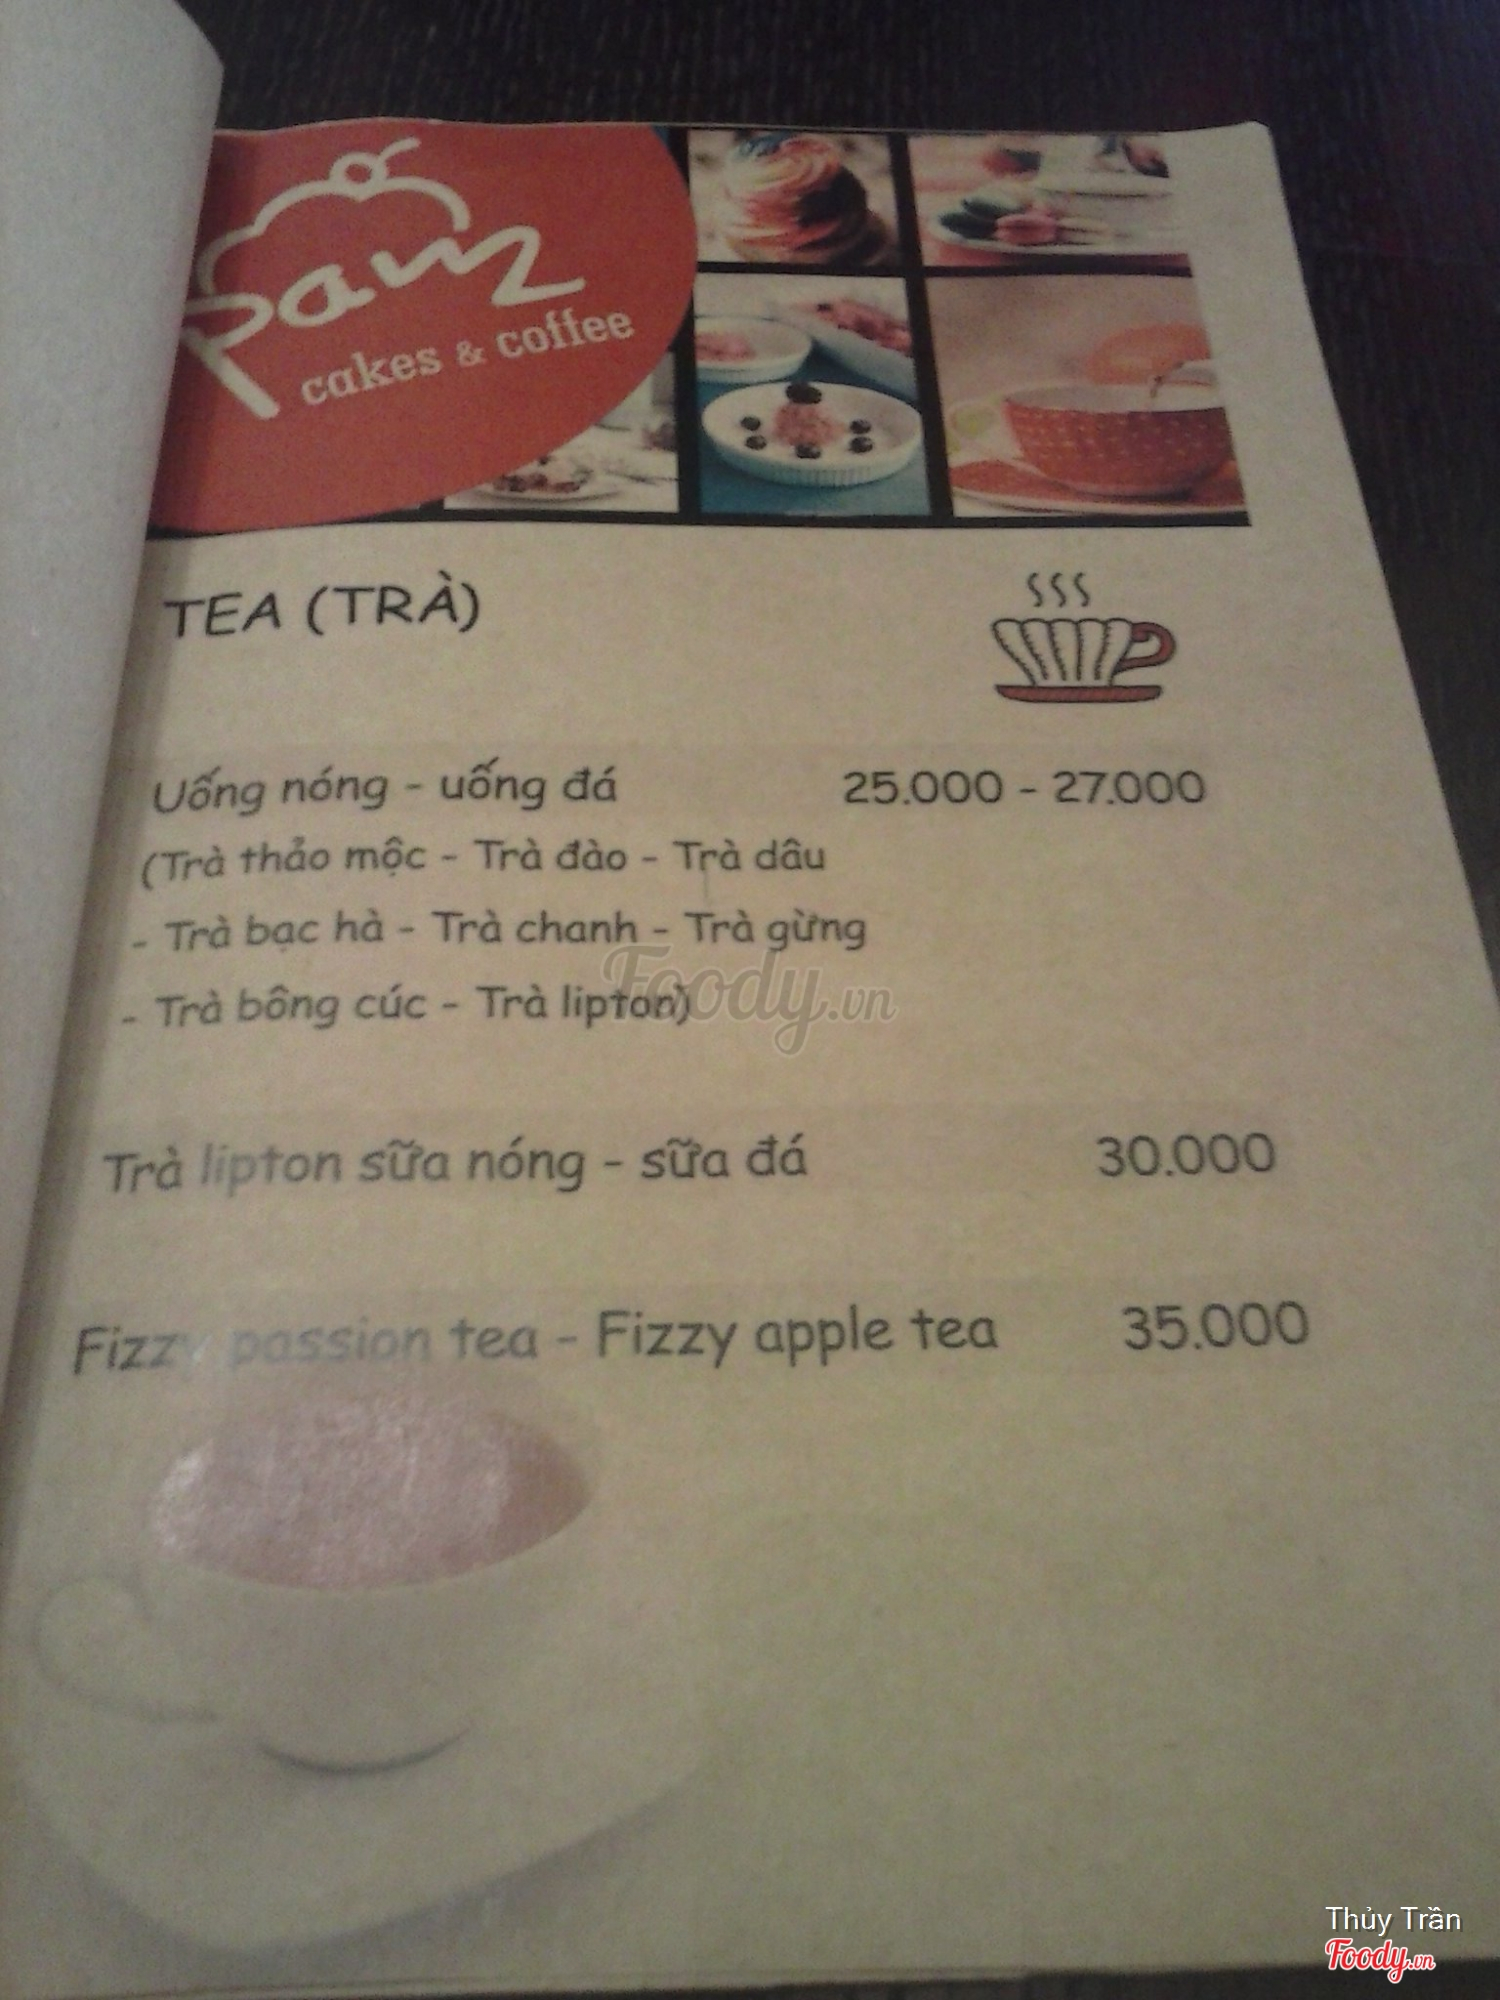 Pamz
cakes & coffee
TEA (TRÀ)
Uống nóng - uống đá 25.000 - 27.000
(Trà thảo mộc - Trà đào - Trà dâu
- Trà bạc hà - Trà chanh - Trà gừng
- Trà bông cúc - Trà lipton)
Foody.vn
Trà lipton sữa nóng - sữa đá 30.000
Fizzy passion tea - Fizzy apple tea 35.000
Thủy Trần
Foody.vn